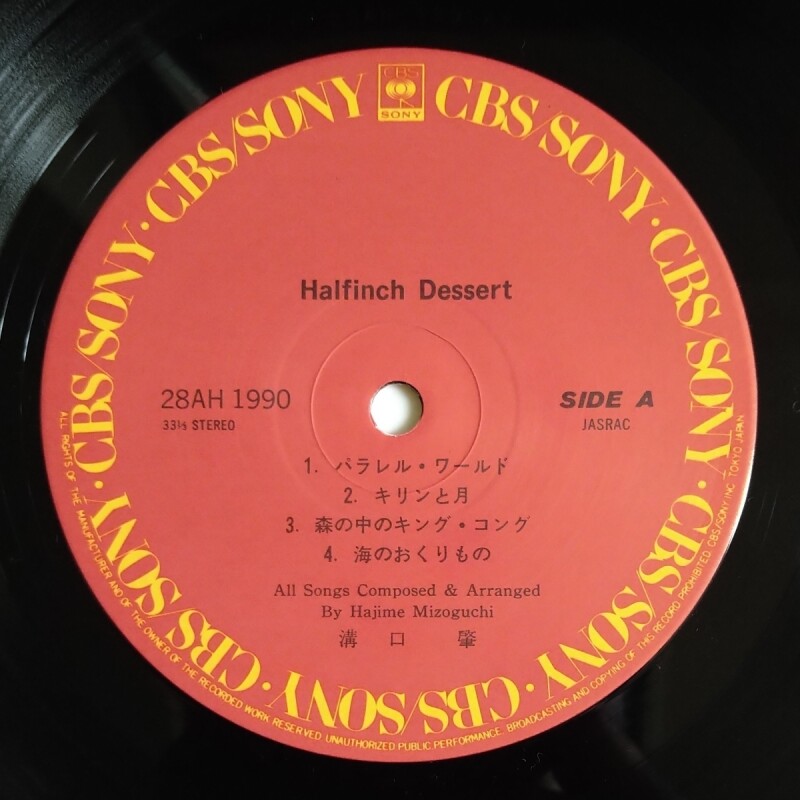 CBS
SONY
CBS/SONY · CBS/SONY · CBS/SONY · CBS/SONY · CBS/SONY · CBS/SONY · CBS/SONY · CBS/SONY
Halfinch Dessert
28AH 1990
33⅓ STEREO
SIDE A
JASRAC
1. パラレル・ワールド
2. キリンと月
3. 森の中のキング・コング
4. 海のおくりもの
All Songs Composed & Arranged
By Hajime Mizoguchi
溝口 肇
ALL RIGHTS OF THE MANUFACTURER AND OF THE OWNER OF THE RECORDED WORK RESERVED. UNAUTHORIZED PUBLIC PERFORMANCE. BROADCASTING AND COPYING OF THIS RECORD PROHIBITED. CBS/SONY INC. TOKYO JAPAN